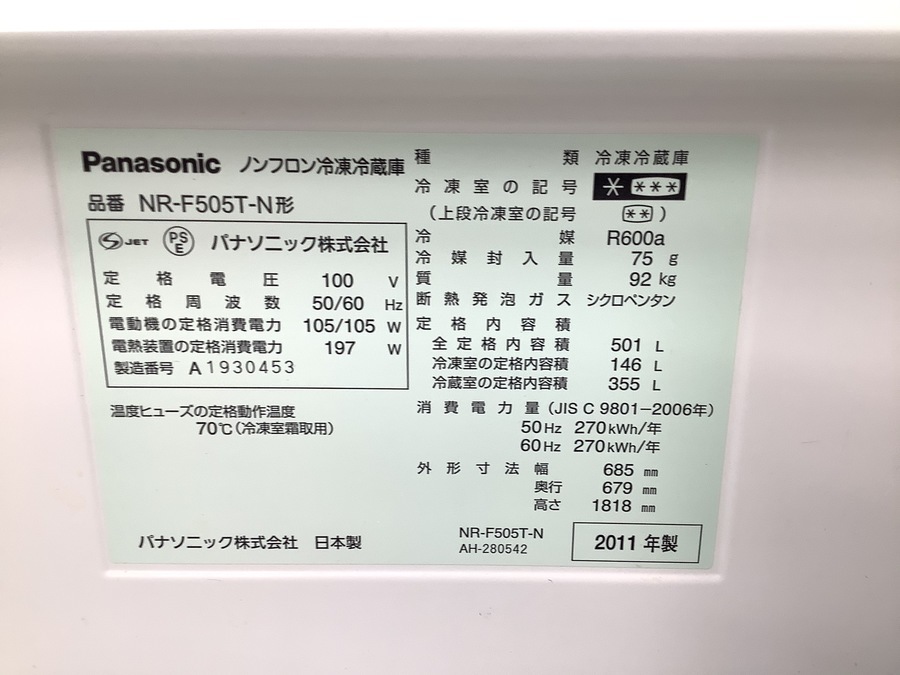 Panasonic ノンフロン冷凍冷蔵庫
品番 NR-F505T-N形
S JET PSE パナソニック株式会社
定格電圧 100 V
定格周波数 50/60 Hz
電動機の定格消費電力 105/105 W
電熱装置の定格消費電力 197 W
製造番号 A 1930453
温度ヒューズの定格動作温度
70℃(冷凍室霜取用)
パナソニック株式会社 日本製
種類 冷凍冷蔵庫
冷凍室の記号 * ***
(上段冷凍室の記号 ** )
冷媒 R600a
冷媒封入量 75 g
質量 92 kg
断熱発泡ガス シクロペンタン
定格内容積
全定格内容積 501 L
冷凍室の定格内容積 146 L
冷蔵室の定格内容積 355 L
消費電力量(JIS C 9801-2006年)
50Hz 270kWh/年
60Hz 270kWh/年
外形寸法幅 685 mm
奥行 679 mm
高さ 1818 mm
NR-F505T-N
AH-280542
2011年製